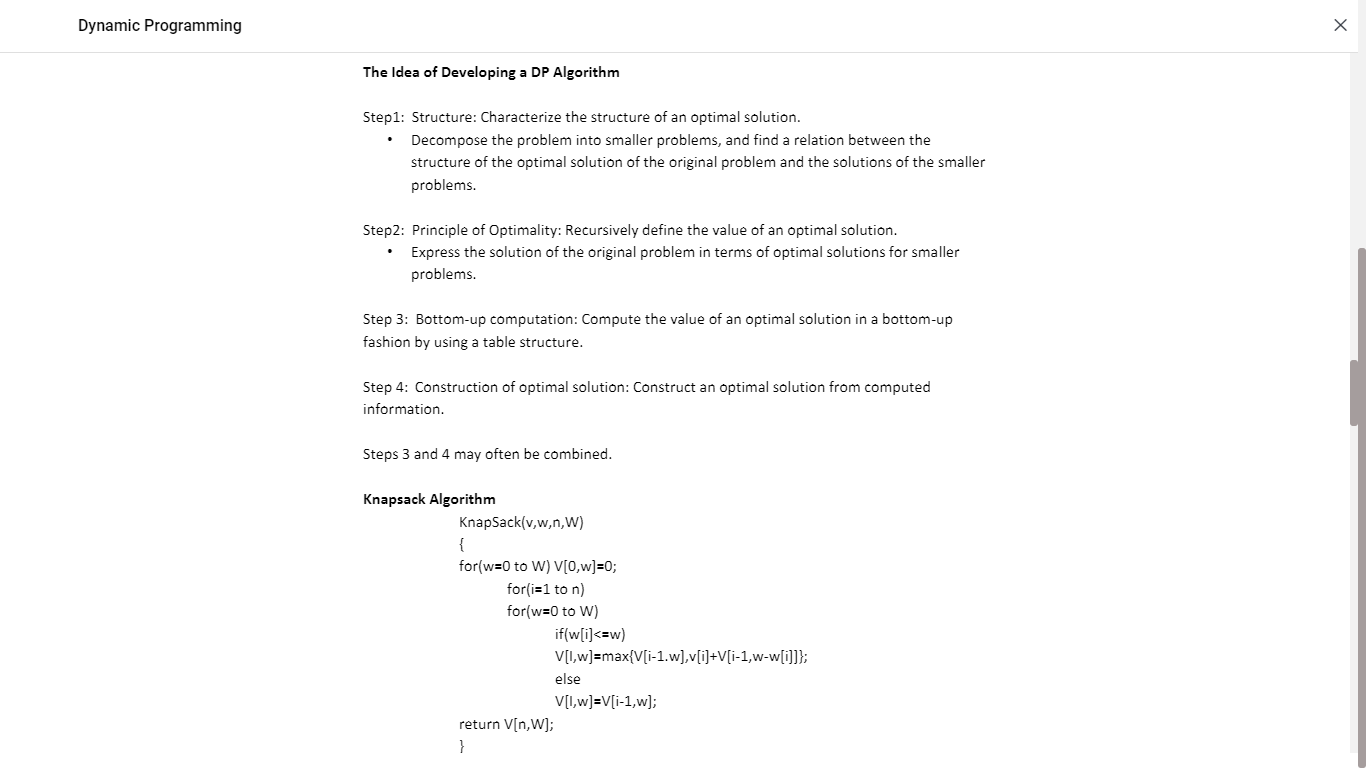 Dynamic Programming
The Idea of Developing a DP Algorithm
Step1: Structure: Characterize the structure of an optimal solution.
• Decompose the problem into smaller problems, and find a relation between the
structure of the optimal solution of the original problem and the solutions of the smaller
problems.
Step2: Principle of Optimality: Recursively define the value of an optimal solution.
• Express the solution of the original problem in terms of optimal solutions for smaller
problems.
Step 3: Bottom-up computation: Compute the value of an optimal solution in a bottom-up
fashion by using a table structure.
Step 4: Construction of optimal solution: Construct an optimal solution from computed
information.
Steps 3 and 4 may often be combined.
Knapsack Algorithm
KnapSack(v,w,n,W)
{
for(w=0 to W) V[0,w]=0;
for(i=1 to n)
for(w=0 to W)
if(w[i]<=w)
V[I,w]=max{V[i-1.w],v[i]+V[i-1,w-w[i]]};
else
V[I,w]=V[i-1,w];
return V[n,W];
}